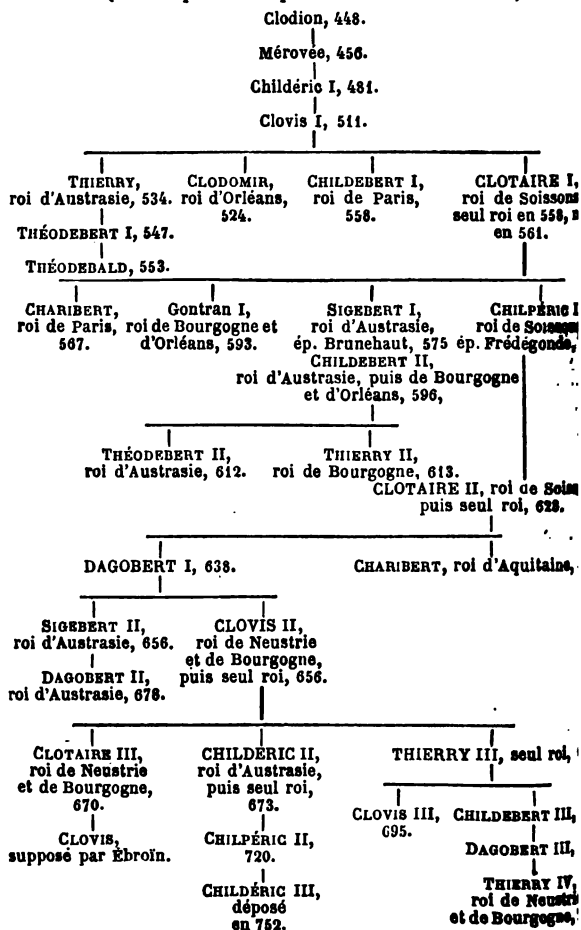 Clodion, 448.
Mérovée, 456.
Childéric I, 481.
Clovis I, 511.
THIERRY, CLODOMIR, CHILDEBERT I, CLOTAIRE I,
roi d'Austrasie, 534. roi d'Orléans, roi de Paris, roi de Soissons
524. 558. seul roi en 558,
THÉODEBERT I, 547. en 561.
THÉODEBALD, 553.
CHARIBERT, Gontran I, SIGEBERT I, CHILPÉRIC I
roi de Paris, roi de Bourgogne et roi d'Austrasie, roi de Soissons
567. d'Orléans, 593. ép. Brunehaut, 575 ép. Frédégonde,
CHILDEBERT II,
roi d'Austrasie, puis de Bourgogne
et d'Orléans, 596,
THÉODEBERT II, THIERRY II,
roi d'Austrasie, 612. roi de Bourgogne, 613.
CLOTAIRE II, roi de Soiss
puis seul roi, 628.
DAGOBERT I, 638. CHARIBERT, roi d'Aquitaine,
SIGEBERT II, CLOVIS II,
roi d'Austrasie, 656. roi de Neustrie
et de Bourgogne,
DAGOBERT II, puis seul roi, 656.
roi d'Austrasie, 678.
CLOTAIRE III, CHILDÉRIC II, THIERRY III, seul roi,
roi de Neustrie roi d'Austrasie,
et de Bourgogne, puis seul roi,
670. 673. CLOVIS III, CHILDEBERT III,
CLOVIS, CHILPÉRIC II, 695.
supposé par Ébroïn. 720. DAGOBERT III,
CHILDÉRIC III, THIERRY IV,
déposé roi de Neustrie
en 752. et de Bourgogne,